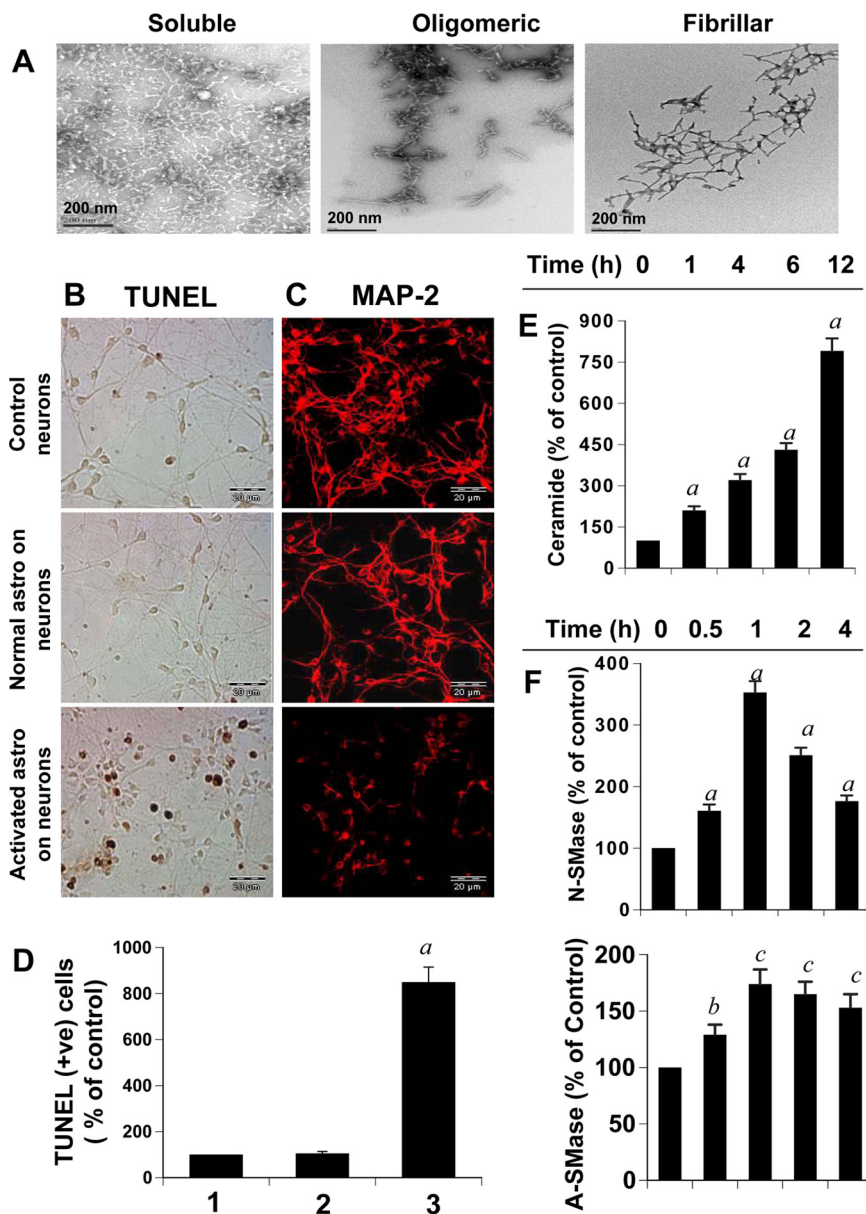 Soluble
Oligomeric
Fibrillar
A
200 nm
200 nm
200 nm
200 nm
B
TUNEL
C
MAP-2
Control
neurons
20 µm
20 µm
Normal astro on
neurons
20 µm
20 µm
Activated astro
on neurons
20 µm
20 µm
D
TUNEL (+ve) cells
( % of control)
1000
800
600
400
200
100
0
a
1 2 3
Time (h) 0 1 4 6 12
E
Ceramide (% of control)
900
750
600
450
300
150
0
a
a
a
a
Time (h) 0 0.5 1 2 4
F
N-SMase (% of control)
400
300
200
100
0
a
a
a
a
A-SMase (% of Control)
200
150
100
50
0
b
c
c
c